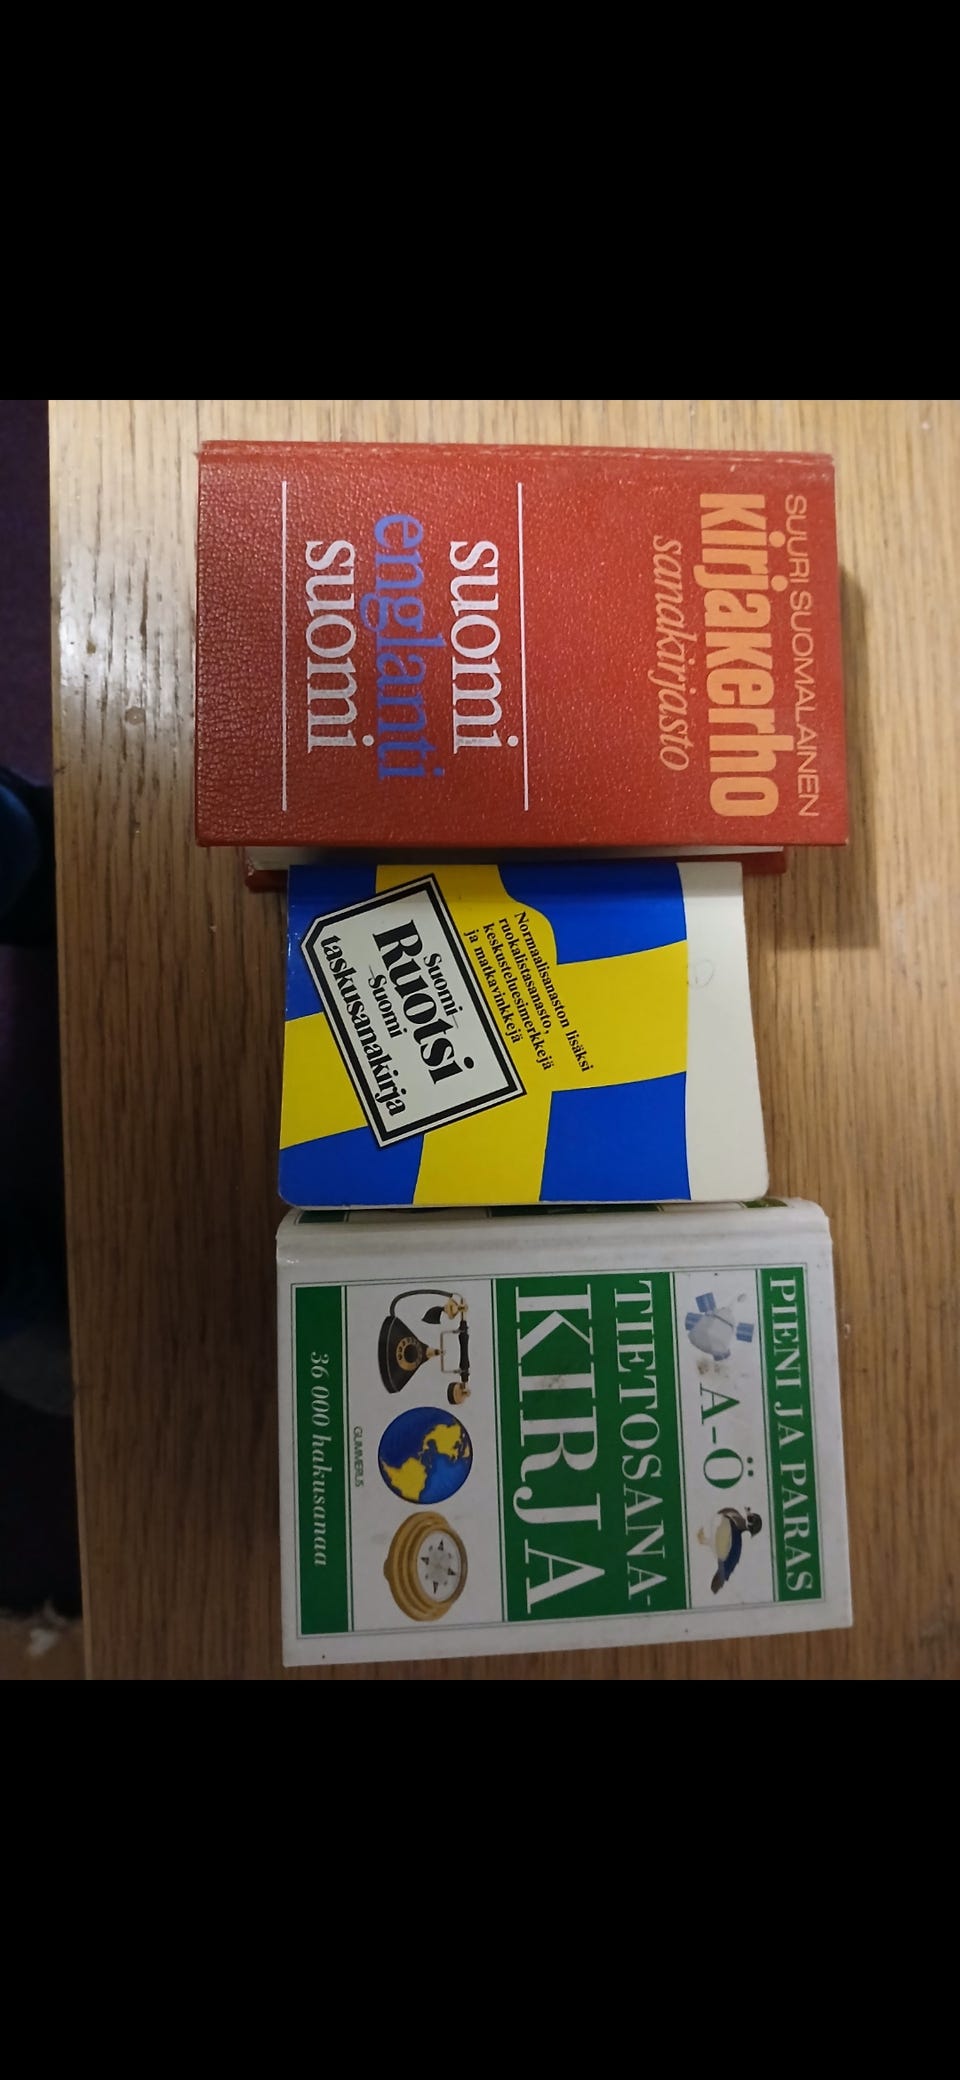 SUURI SUOMALAINEN
kirjakerho
sanakirjasto
suomi
englanti
suomi
Normaalisanaston lisäksi
ruokalistasanasto,
keskusteluesimerkkejä
ja matkavinkkejä
Suomi–
Ruotsi
–Suomi
taskusanakirja
PIENI JA PARAS
A-Ö
TIETOSANA-
KIRJA
GUMMERUS
36 000 hakusanaa